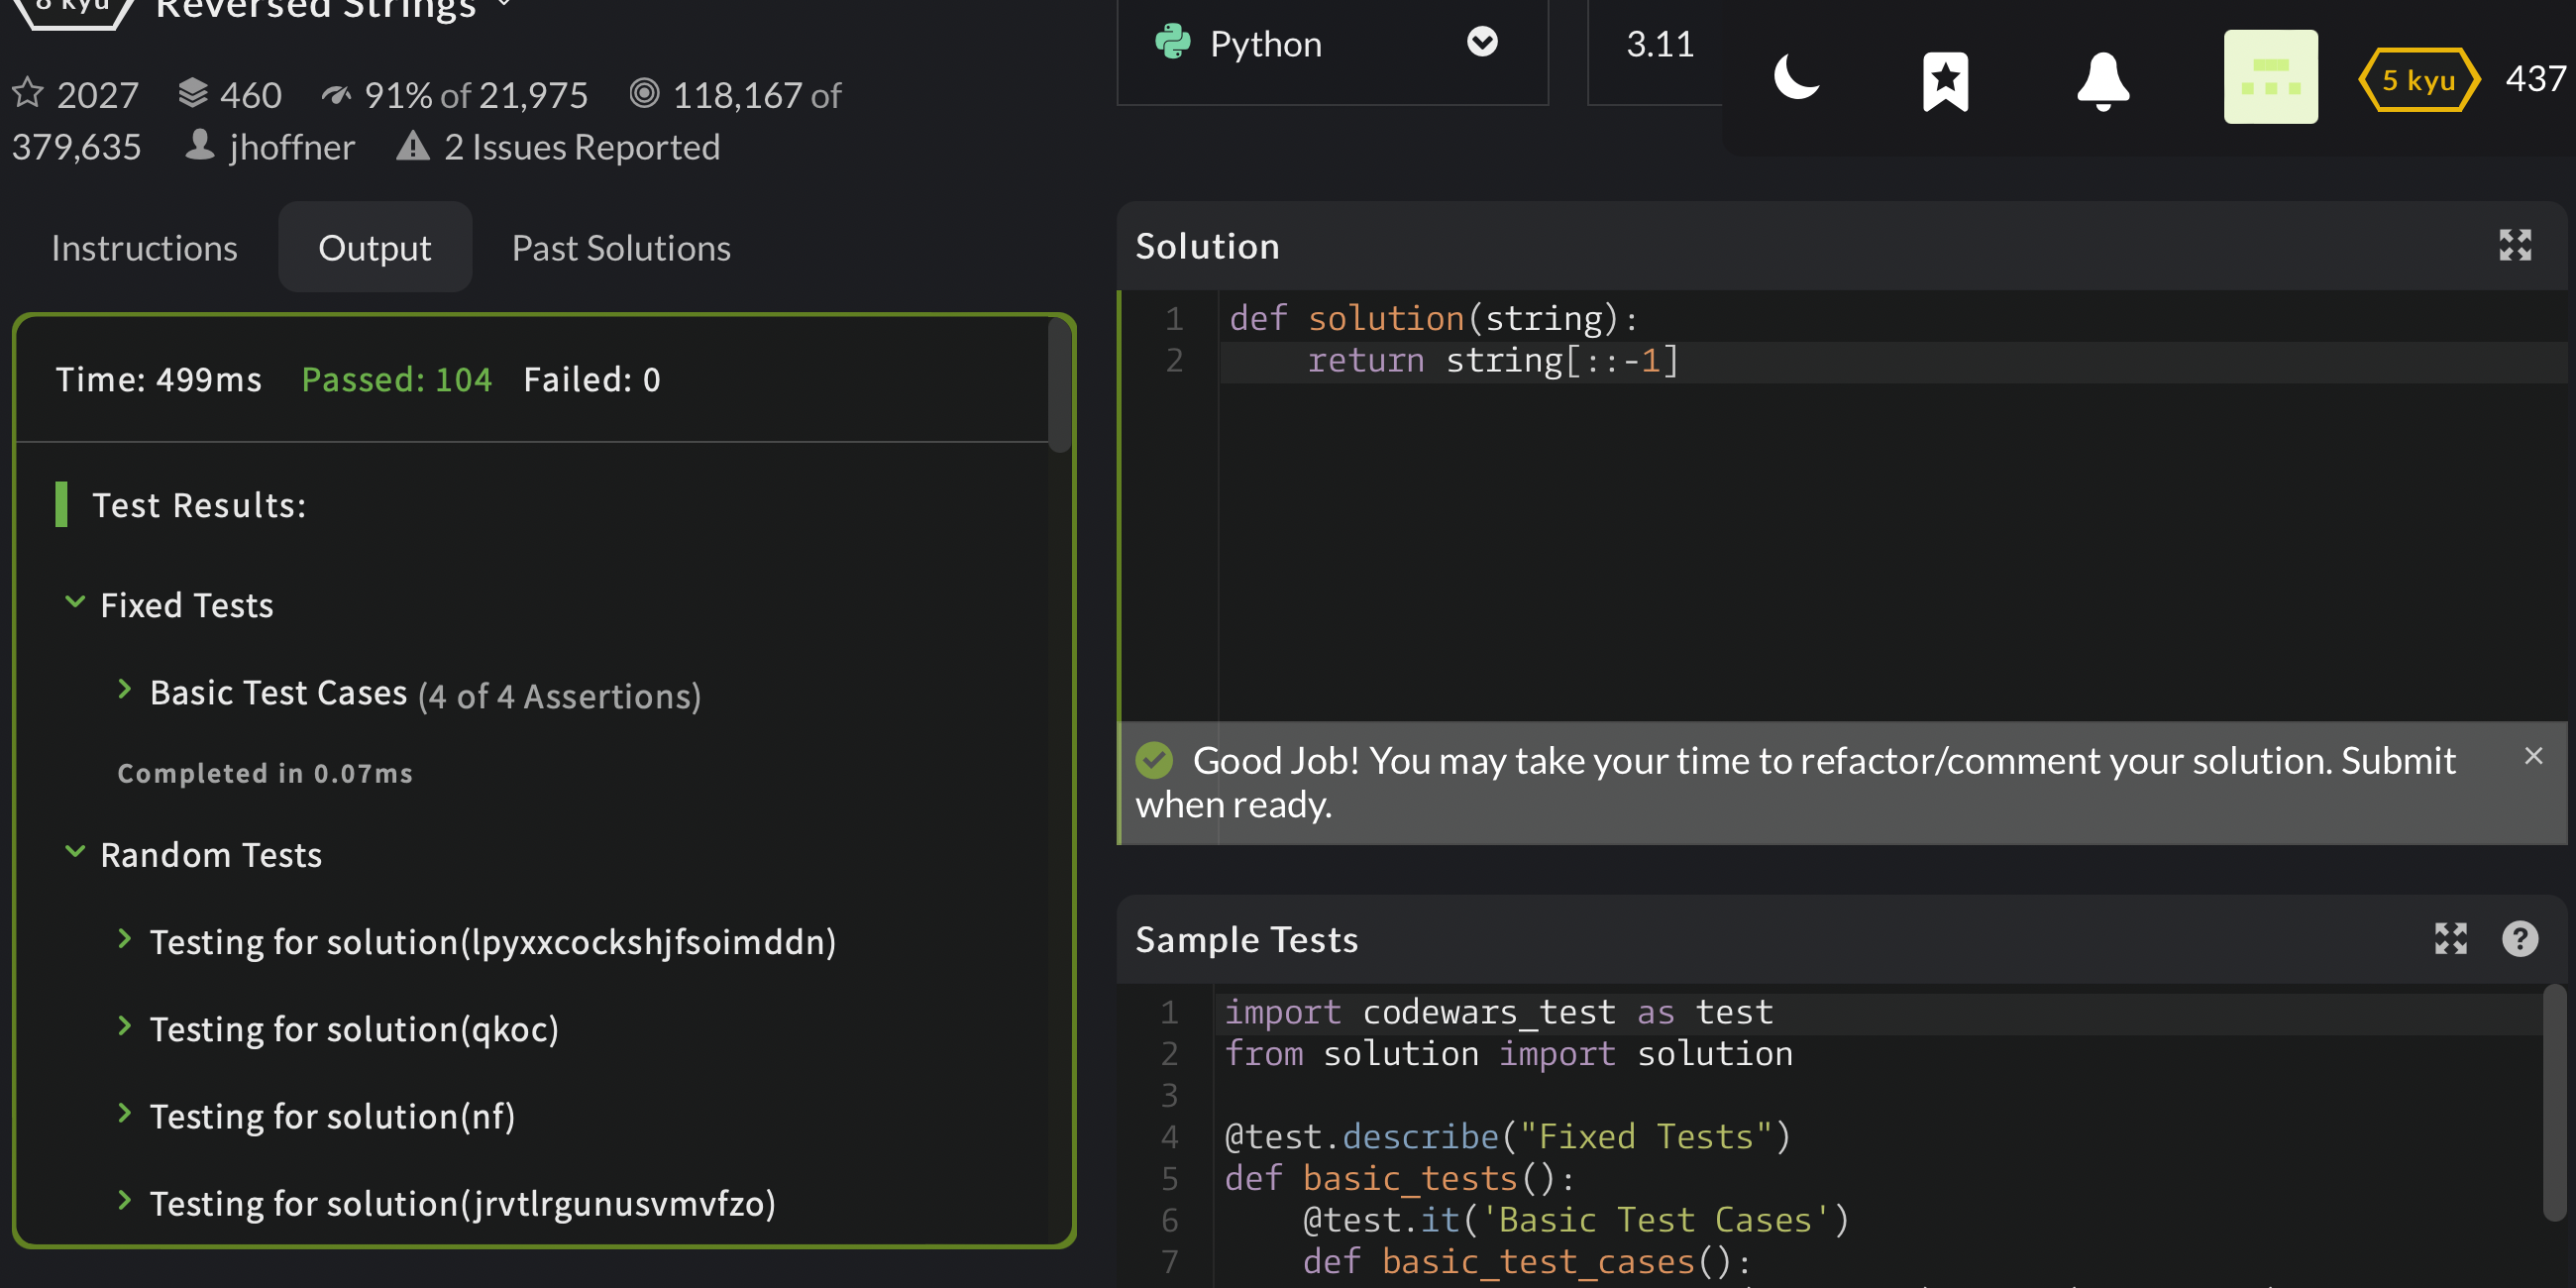 8 kyu Reversed Strings
2027 460 91% of 21,975 118,167 of
379,635 jhoffner 2 Issues Reported
Python 3.11
5 kyu 437
Instructions Output Past Solutions
Time: 499ms Passed: 104 Failed: 0
Test Results:
Fixed Tests
Basic Test Cases (4 of 4 Assertions)
Completed in 0.07ms
Random Tests
Testing for solution(lpyxxcockshjfsoimddn)
Testing for solution(qkoc)
Testing for solution(nf)
Testing for solution(jrvtlrgunusvmvfzo)
Solution
1 def solution(string):
2     return string[::-1]
Good Job! You may take your time to refactor/comment your solution. Submit
when ready.
Sample Tests
1 import codewars_test as test
2 from solution import solution
3
4 @test.describe("Fixed Tests")
5 def basic_tests():
6     @test.it('Basic Test Cases')
7     def basic_test_cases():